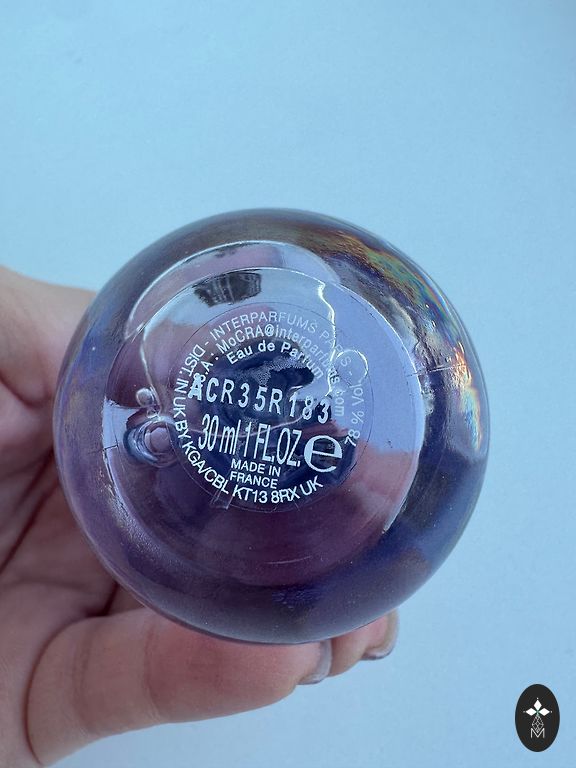 DIST. IN UK BY KGA/CBL KT13 8RX UK
- INTERPARFUMS PARIS -
78 % Vol.
MoCRA@interparfums.com
Eau de Parfum
ACR35R183
30 ml/1 FL.OZ. e
MADE IN
FRANCE
M